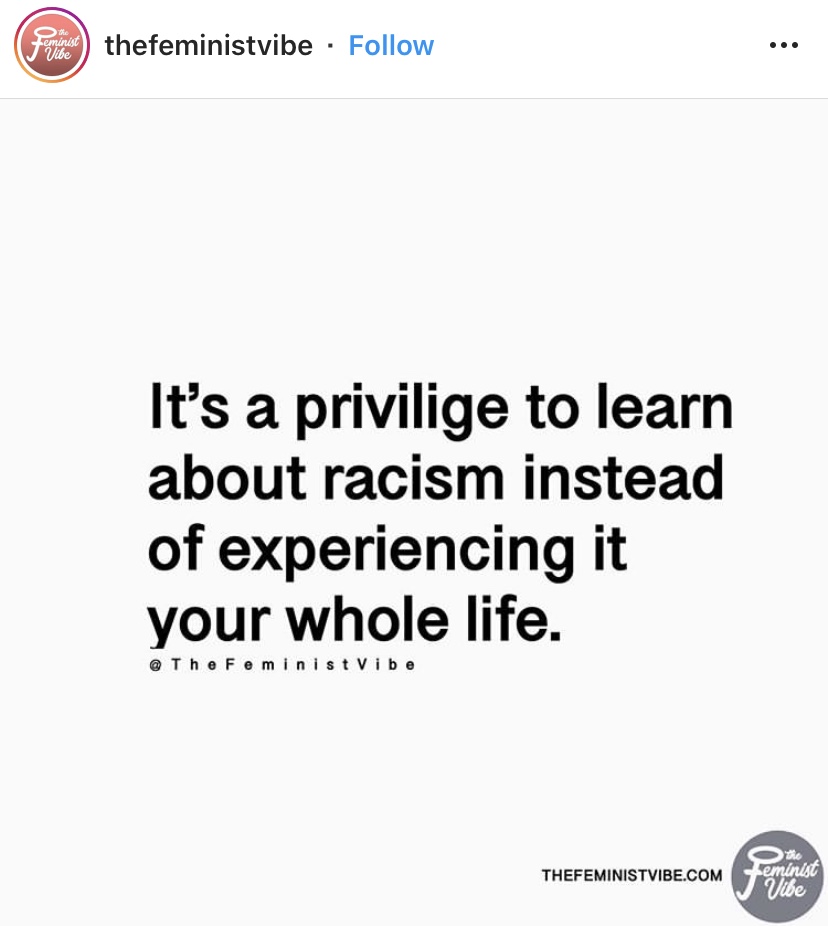 the Feminist Vibe
thefeministvibe · Follow
It’s a privilige to learn
about racism instead
of experiencing it
your whole life.
@TheFeministVibe
THEFEMINISTVIBE.COM
the
Feminist
Vibe